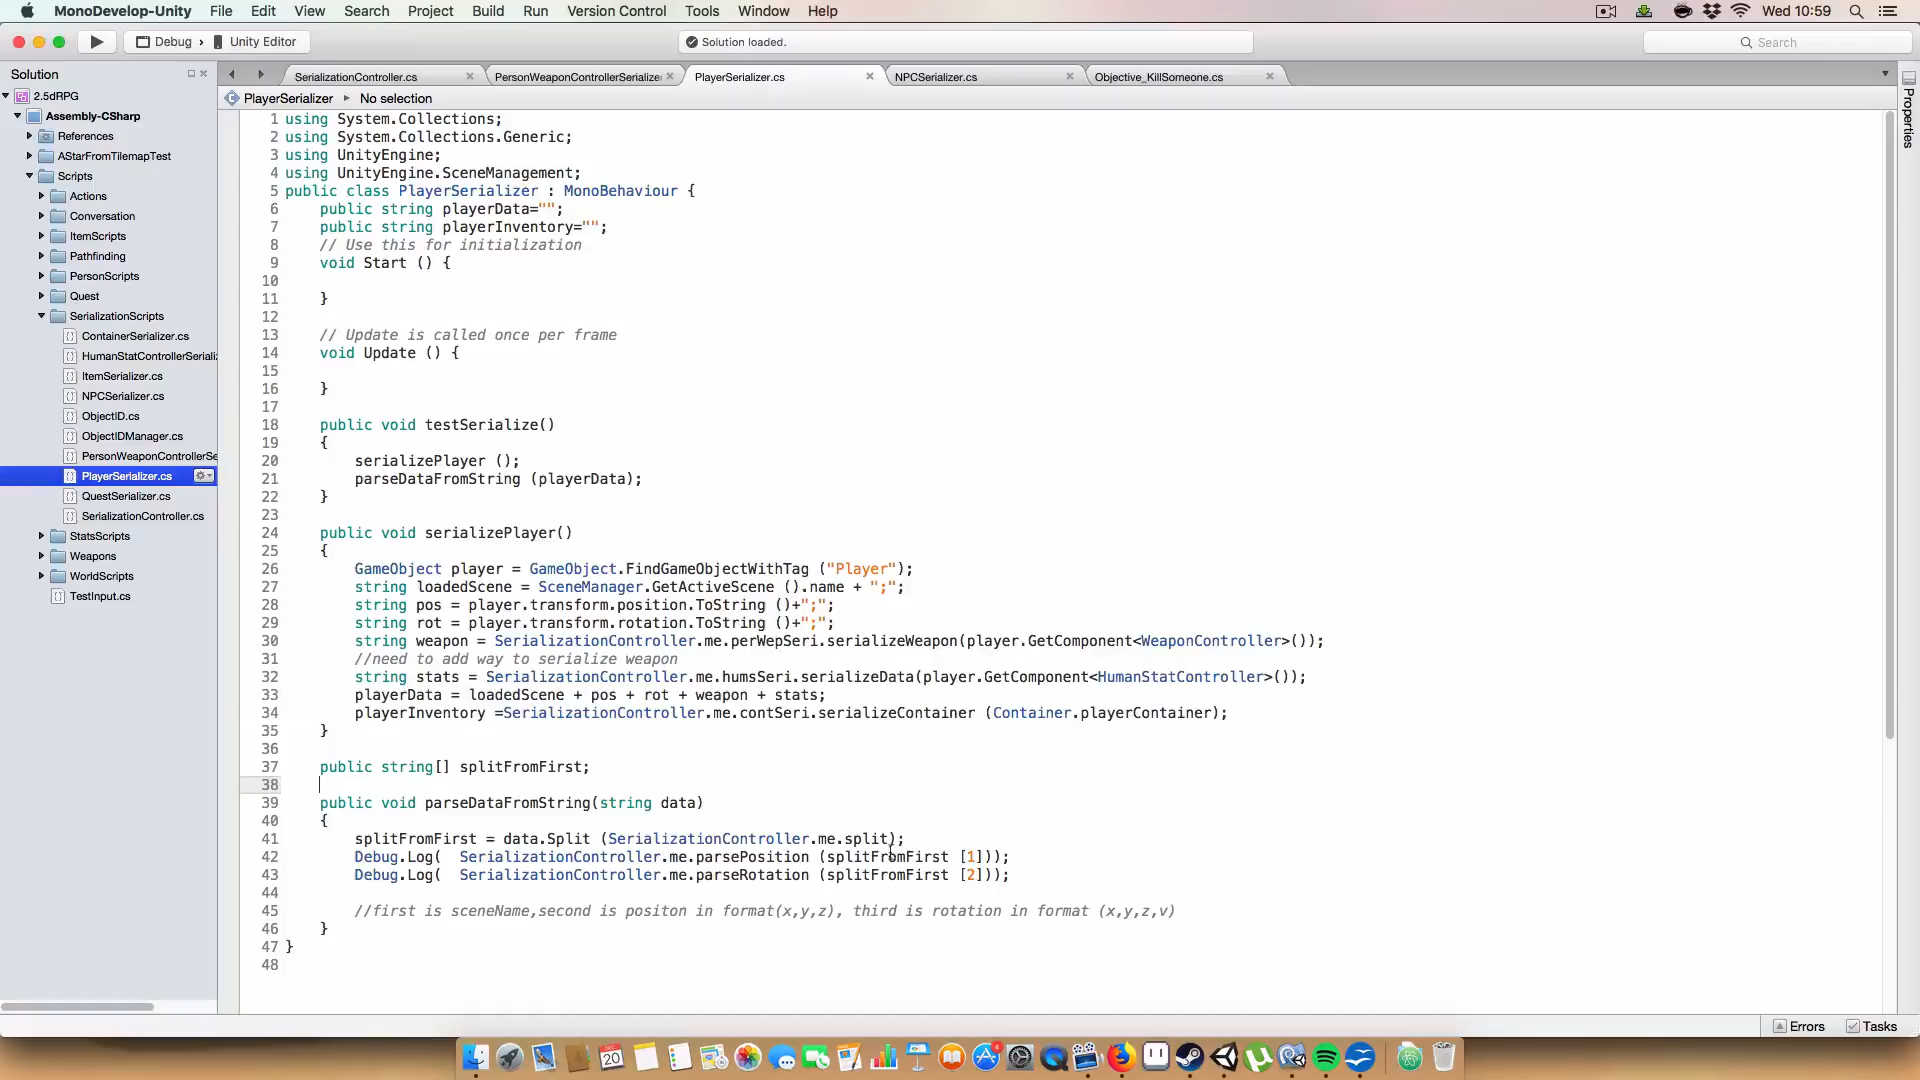 MonoDevelop-Unity File Edit View Search Project Build Run Version Control Tools Window Help Wed 10:59
Debug › Unity Editor Solution loaded. Search
Solution
2.5dRPG
Assembly-CSharp
References
AStarFromTilemapTest
Scripts
Actions
Conversation
ItemScripts
Pathfinding
PersonScripts
Quest
SerializationScripts
ContainerSerializer.cs
HumanStatControllerSerializ
ItemSerializer.cs
NPCSerializer.cs
ObjectID.cs
ObjectIDManager.cs
PersonWeaponControllerSe
PlayerSerializer.cs
QuestSerializer.cs
SerializationController.cs
StatsScripts
Weapons
WorldScripts
TestInput.cs
SerializationController.cs PersonWeaponControllerSerialize PlayerSerializer.cs NPCSerializer.cs Objective_KillSomeone.cs
PlayerSerializer No selection
1 using System.Collections;
2 using System.Collections.Generic;
3 using UnityEngine;
4 using UnityEngine.SceneManagement;
5 public class PlayerSerializer : MonoBehaviour {
6 public string playerData="";
7 public string playerInventory="";
8 // Use this for initialization
9 void Start () {
10
11 }
12
13 // Update is called once per frame
14 void Update () {
15
16 }
17
18 public void testSerialize()
19 {
20 serializePlayer ();
21 parseDataFromString (playerData);
22 }
23
24 public void serializePlayer()
25 {
26 GameObject player = GameObject.FindGameObjectWithTag ("Player");
27 string loadedScene = SceneManager.GetActiveScene ().name + ";";
28 string pos = player.transform.position.ToString ()+";";
29 string rot = player.transform.rotation.ToString ()+";";
30 string weapon = SerializationController.me.perWepSeri.serializeWeapon(player.GetComponent<WeaponController>());
31 //need to add way to serialize weapon
32 string stats = SerializationController.me.humsSeri.serializeData(player.GetComponent<HumanStatController>());
33 playerData = loadedScene + pos + rot + weapon + stats;
34 playerInventory =SerializationController.me.contSeri.serializeContainer (Container.playerContainer);
35 }
36
37 public string[] splitFromFirst;
38
39 public void parseDataFromString(string data)
40 {
41 splitFromFirst = data.Split (SerializationController.me.split);
42 Debug.Log( SerializationController.me.parsePosition (splitFromFirst [1]));
43 Debug.Log( SerializationController.me.parseRotation (splitFromFirst [2]));
44
45 //first is sceneName,second is positon in format(x,y,z), third is rotation in format (x,y,z,v)
46 }
47 }
48
Properties
Errors Tasks
DEC
20